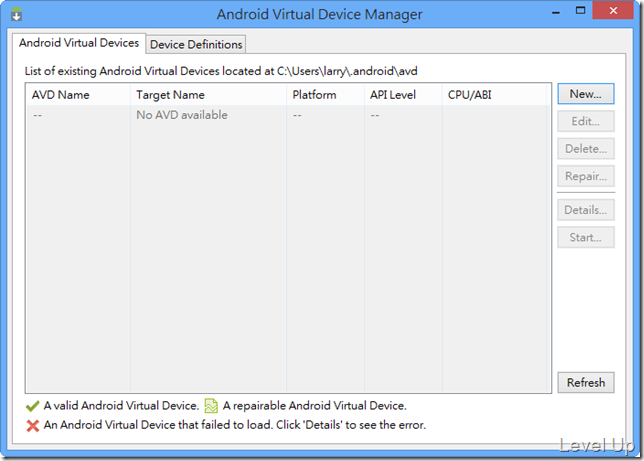 Android Virtual Device Manager
Android Virtual Devices Device Definitions
List of existing Android Virtual Devices located at C:\Users\larry\.android\avd
AVD Name Target Name Platform API Level CPU/ABI
-- No AVD available -- --
New...
Edit...
Delete...
Repair...
Details...
Start...
Refresh
A valid Android Virtual Device. A repairable Android Virtual Device.
An Android Virtual Device that failed to load. Click 'Details' to see the error.
Level Up